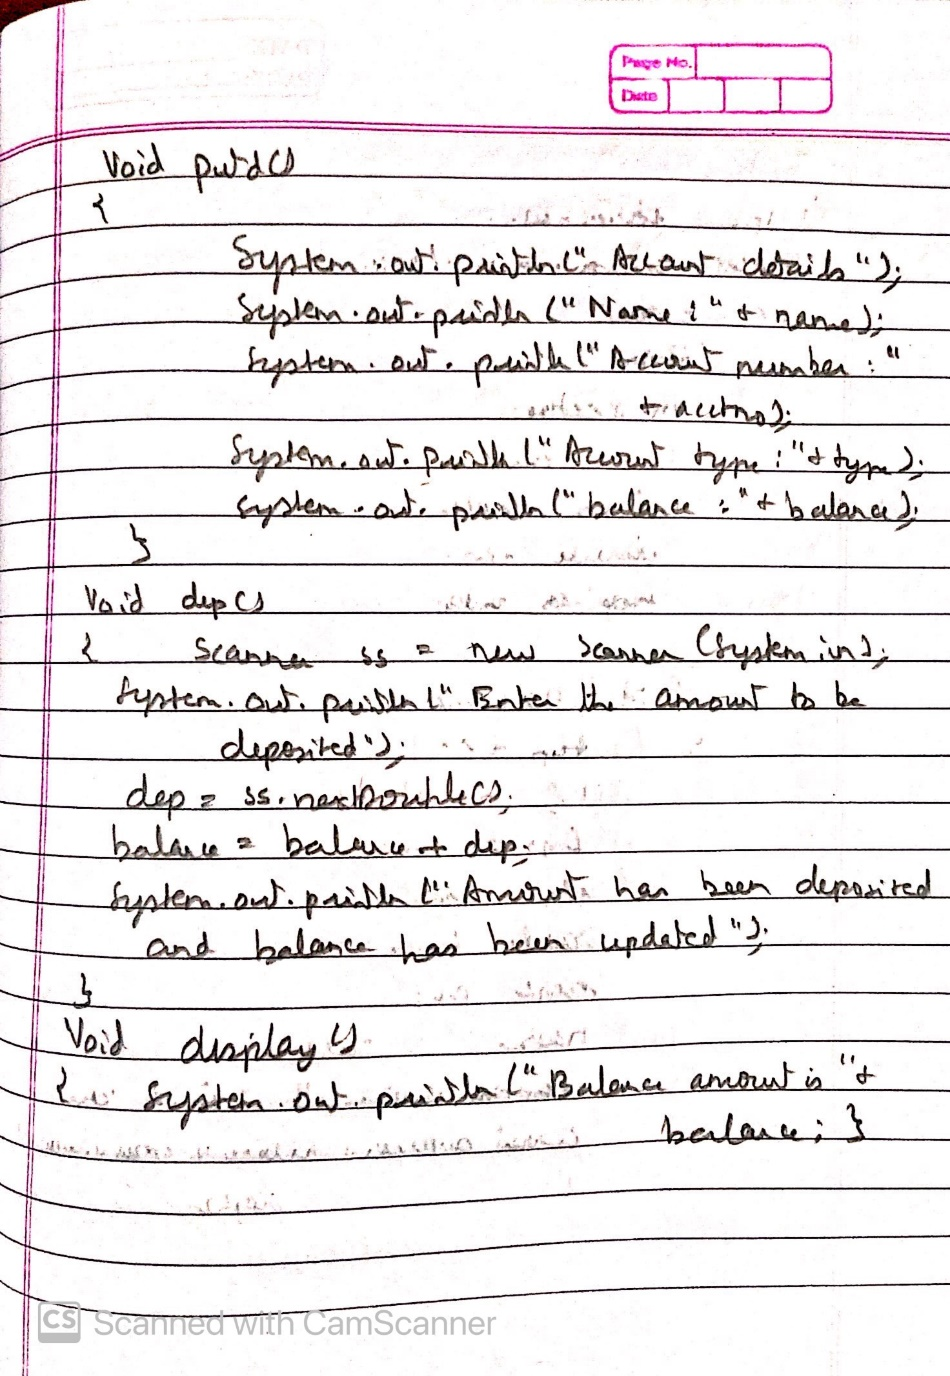 Page No.
Date
Void putd()
{
System.out.println(" Account details ");
System.out.println (" Name : " + name);
System.out.println (" Account number : "
+ acctno);
System.out.println (" Account type : " + type);
System.out.println (" balance : " + balance);
}
Void dep()
{ Scanner ss = new Scanner (System.in);
System.out.println (" Enter the amount to be
deposited ");
dep = ss.nextDouble();
balance = balance + dep;
System.out.println (" Amount has been deposited
and balance has been updated ");
}
Void display()
{ System.out.println (" Balance amount is " +
balance; }
CS Scanned with CamScanner